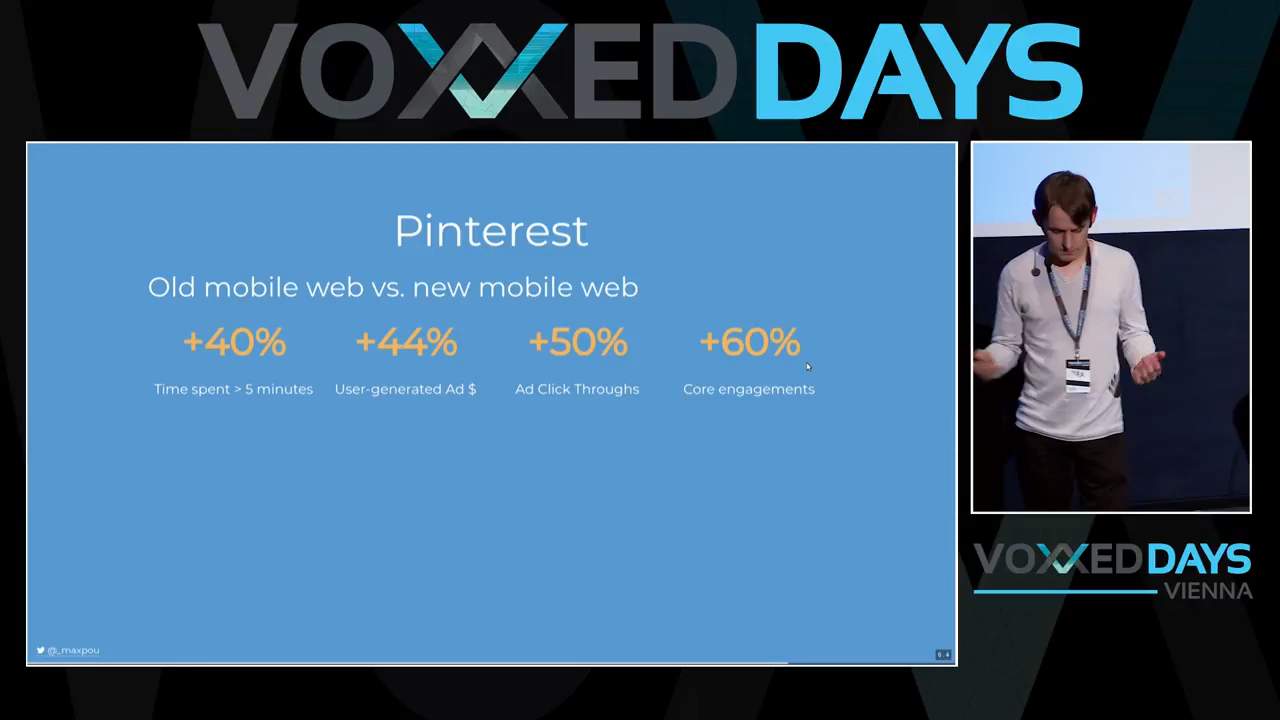 VOXXED DAYS
Pinterest
Old mobile web vs. new mobile web
+40% +44% +50% +60%
Time spent > 5 minutes User-generated Ad $ Ad Click Throughs Core engagements
@_maxpou
VOXXED DAYS
VIENNA